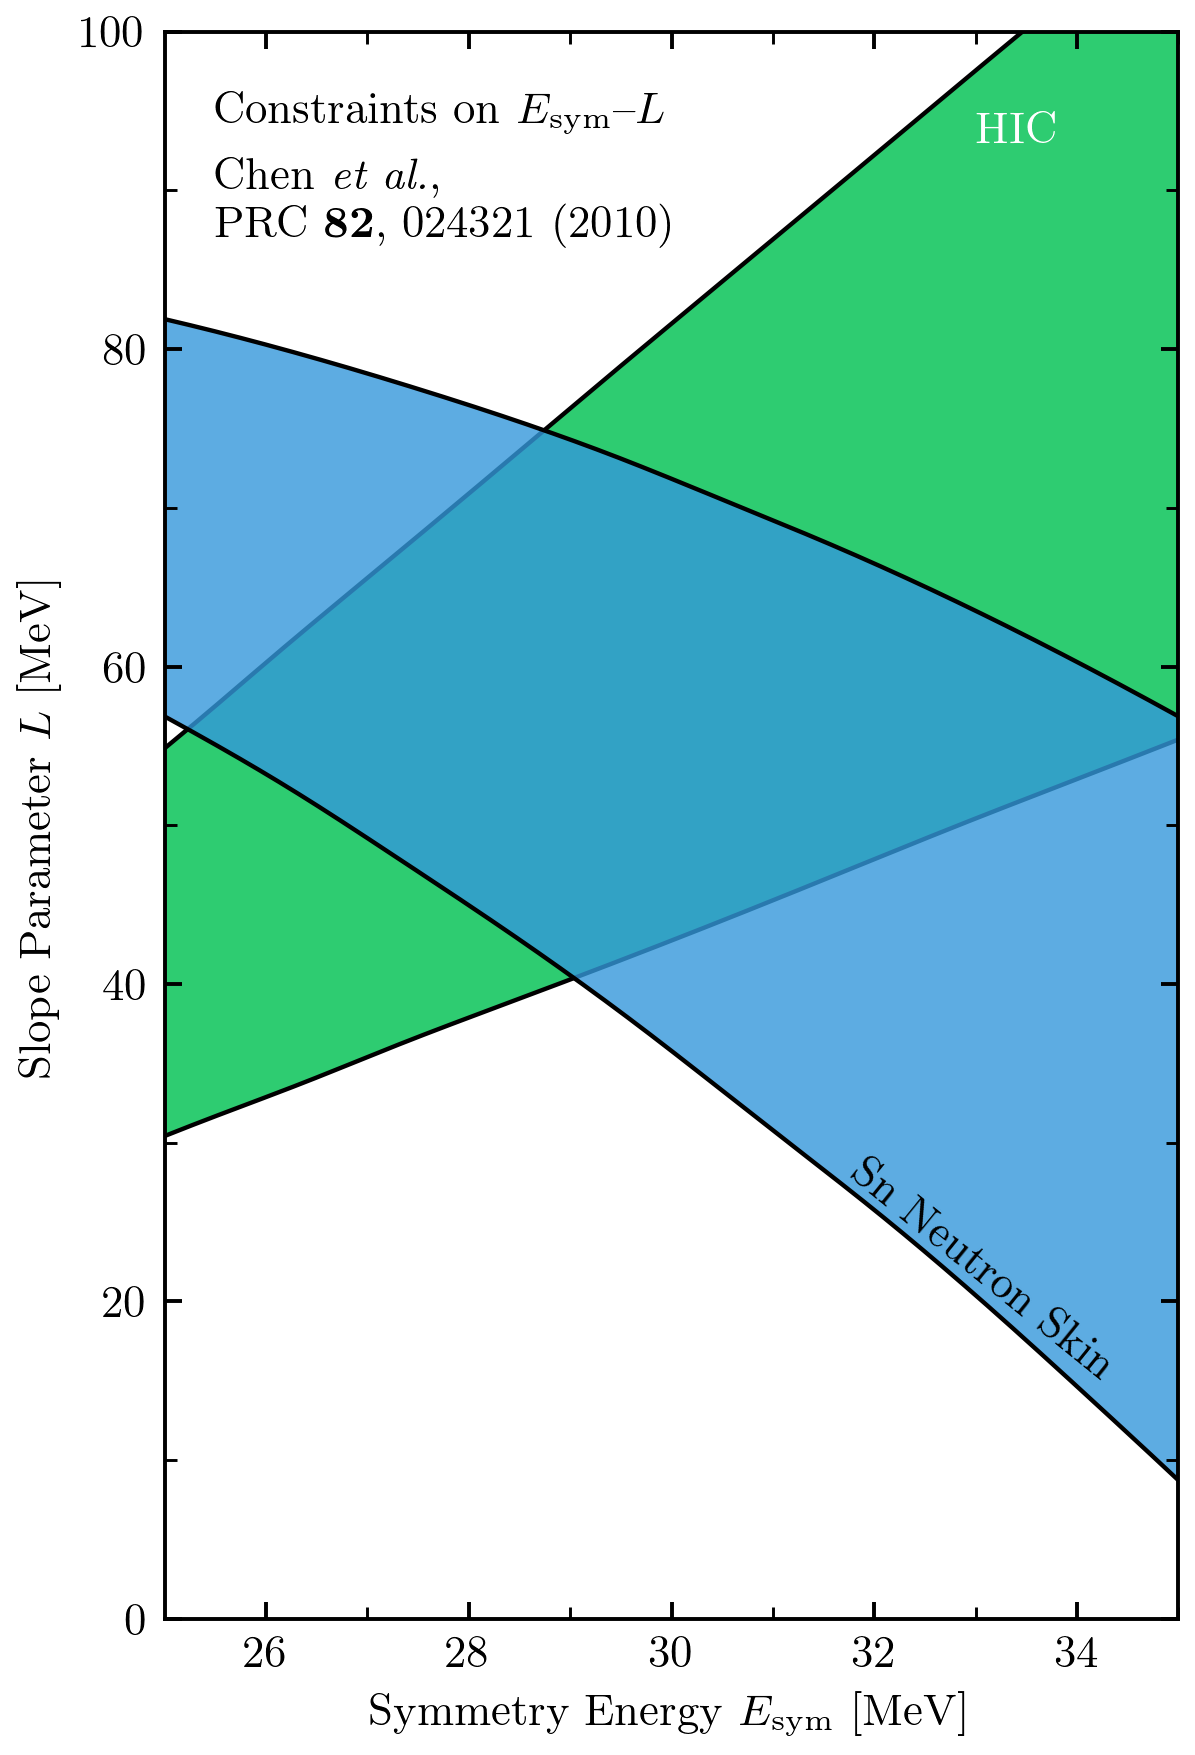 100
80
60
40
20
0
Slope Parameter L [MeV]
Constraints on E_sym–L
Chen et al.,
PRC 82, 024321 (2010)
HIC
Sn Neutron Skin
26 28 30 32 34
Symmetry Energy E_sym [MeV]